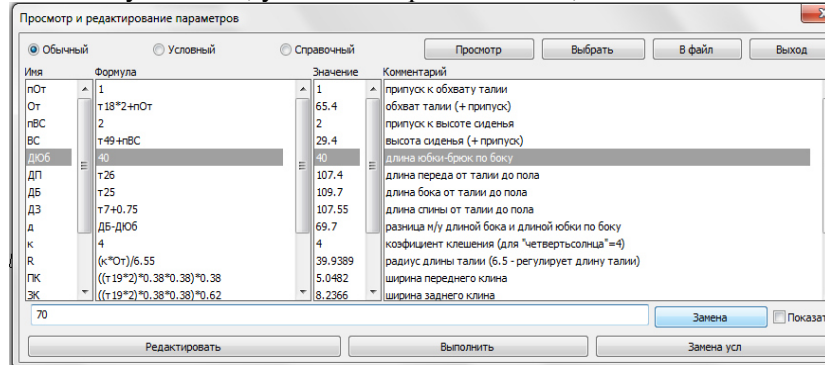 Просмотр и редактирование параметров
Обычный Условный Справочный Просмотр Выбрать В файл Выход
Имя Формула Значение Комментарий
пОт 1 1 припуск к обхвату талии
От т18*2+пОт 65.4 обхват талии (+ припуск)
пВС 2 2 припуск к высоте сиденья
ВС т49+пВС 29.4 высота сиденья (+ припуск)
ДЮб 40 40 длина юбки-брюк по боку
ДП т26 107.4 длина переда от талии до пола
ДБ т25 109.7 длина бока от талии до пола
ДЗ т7+0.75 107.55 длина спины от талии до пола
д ДБ-ДЮб 69.7 разница м/у длиной бока и длиной юбки по боку
к 4 4 коэфициент клешения (для "четвертьсолнца"=4)
R (к*От)/6.55 39.9389 радиус длины талии (6.5 - регулирует длину талии)
ПК ((т19*2)*0.38*0.38)*0.38 5.0482 ширина переднего клина
ЗК ((т19*2)*0.38*0.38)*0.62 8.2366 ширина заднего клина
70 Замена Показат
Редактировать Выполнить Замена усл